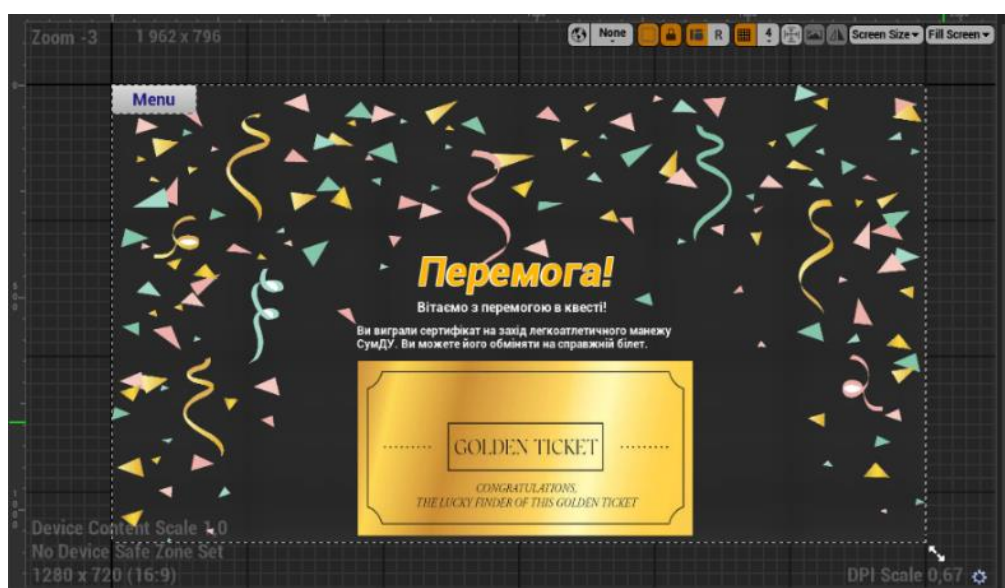 Zoom -3
1 962 x 796
None
R
4
Screen Size
Fill Screen
Menu
Перемога!
Вітаємо з перемогою в квесті!
Ви виграли сертифікат на захід легкоатлетичного манежу
СумДУ. Ви можете його обміняти на справжній білет.
GOLDEN TICKET
CONGRATULATIONS,
THE LUCKY FINDER OF THIS GOLDEN TICKET
Device Content Scale 1.0
No Device Safe Zone Set
1280 x 720 (16:9)
DPI Scale 0,67